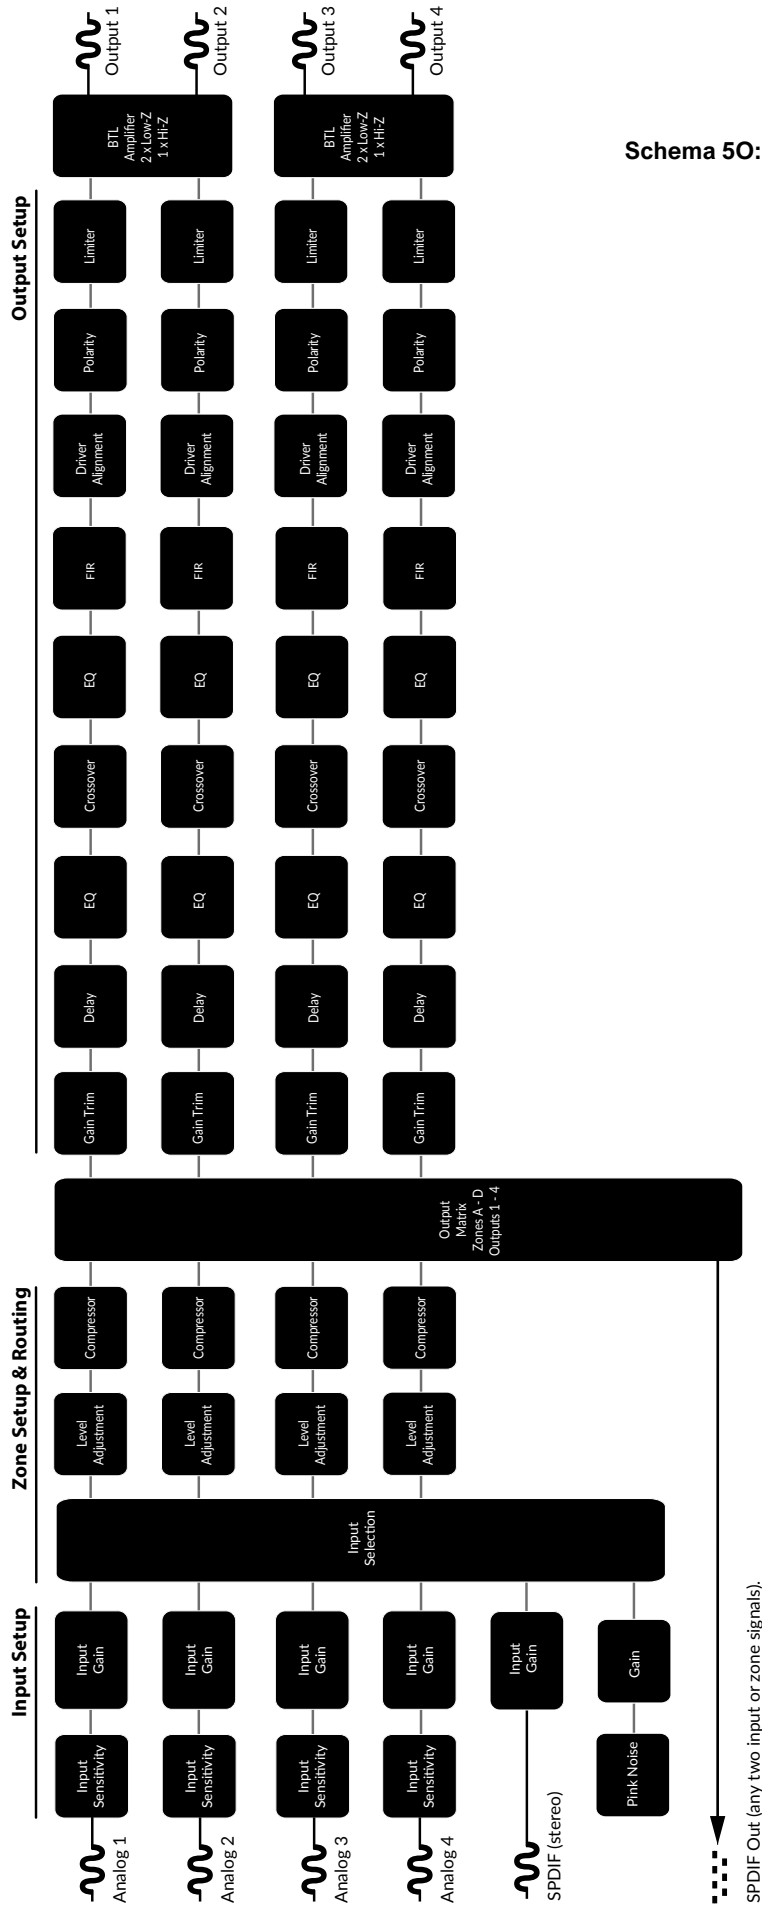 Schema 5O:
Input Setup
Zone Setup & Routing
Output Setup
Analog 1
Input
Sensitivity
Input
Gain
Input
Selection
Level
Adjustment
Compressor
Output
Matrix
Zones A - D
Outputs 1 - 4
Gain Trim
Delay
EQ
Crossover
EQ
FIR
Driver
Alignment
Polarity
Limiter
BTL
Amplifier
2 x Low-Z
1 x Hi-Z
Output 1
Analog 2
Input
Sensitivity
Input
Gain
Level
Adjustment
Compressor
Gain Trim
Delay
EQ
Crossover
EQ
FIR
Driver
Alignment
Polarity
Limiter
Output 2
Analog 3
Input
Sensitivity
Input
Gain
Level
Adjustment
Compressor
Gain Trim
Delay
EQ
Crossover
EQ
FIR
Driver
Alignment
Polarity
Limiter
BTL
Amplifier
2 x Low-Z
1 x Hi-Z
Output 3
Analog 4
Input
Sensitivity
Input
Gain
Level
Adjustment
Compressor
Gain Trim
Delay
EQ
Crossover
EQ
FIR
Driver
Alignment
Polarity
Limiter
Output 4
SPDIF (stereo)
Input
Gain
Pink Noise
Gain
SPDIF Out (any two input or zone signals).